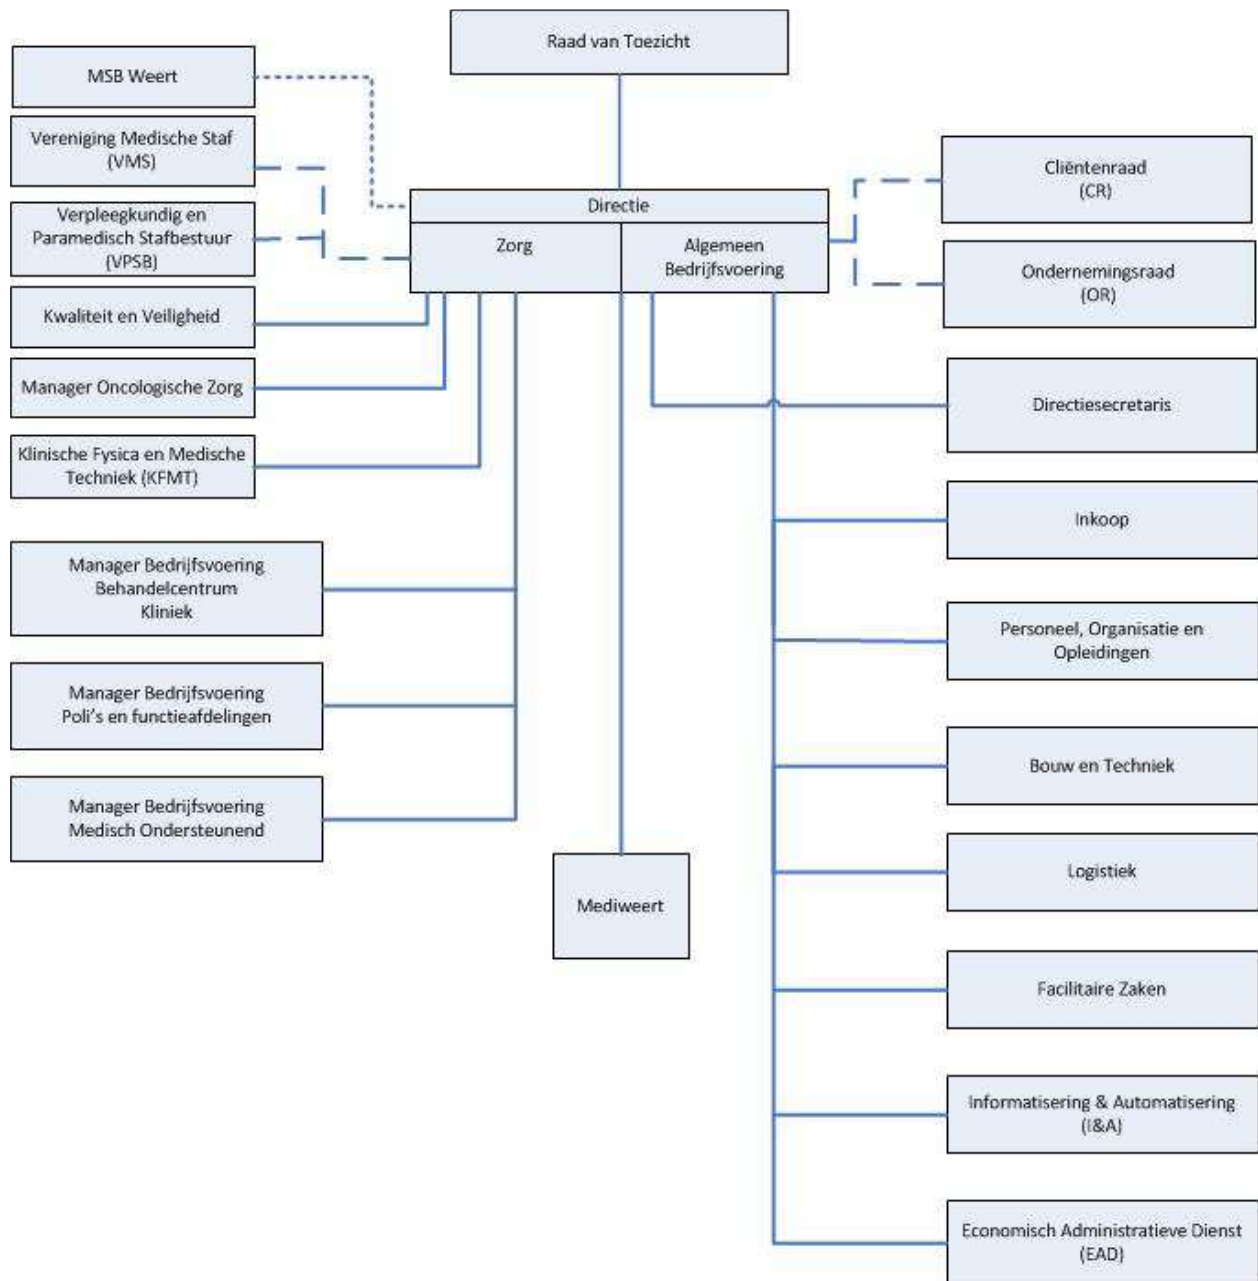 Raad van Toezicht
MSB Weert
Vereniging Medische Staf
(VMS)
Verpleegkundig en
Paramedisch Stafbestuur
(VPSB)
Kwaliteit en Veiligheid
Manager Oncologische Zorg
Klinische Fysica en Medische
Techniek (KFMT)
Manager Bedrijfsvoering
Behandelcentrum
Kliniek
Manager Bedrijfsvoering
Poli's en functieafdelingen
Manager Bedrijfsvoering
Medisch Ondersteunend
Directie
Zorg
Algemeen
Bedrijfsvoering
Mediweert
Cliëntenraad
(CR)
Ondernemingsraad
(OR)
Directiesecretaris
Inkoop
Personeel, Organisatie en
Opleidingen
Bouw en Techniek
Logistiek
Facilitaire Zaken
Informatisering & Automatisering
(I&A)
Economisch Administratieve Dienst
(EAD)